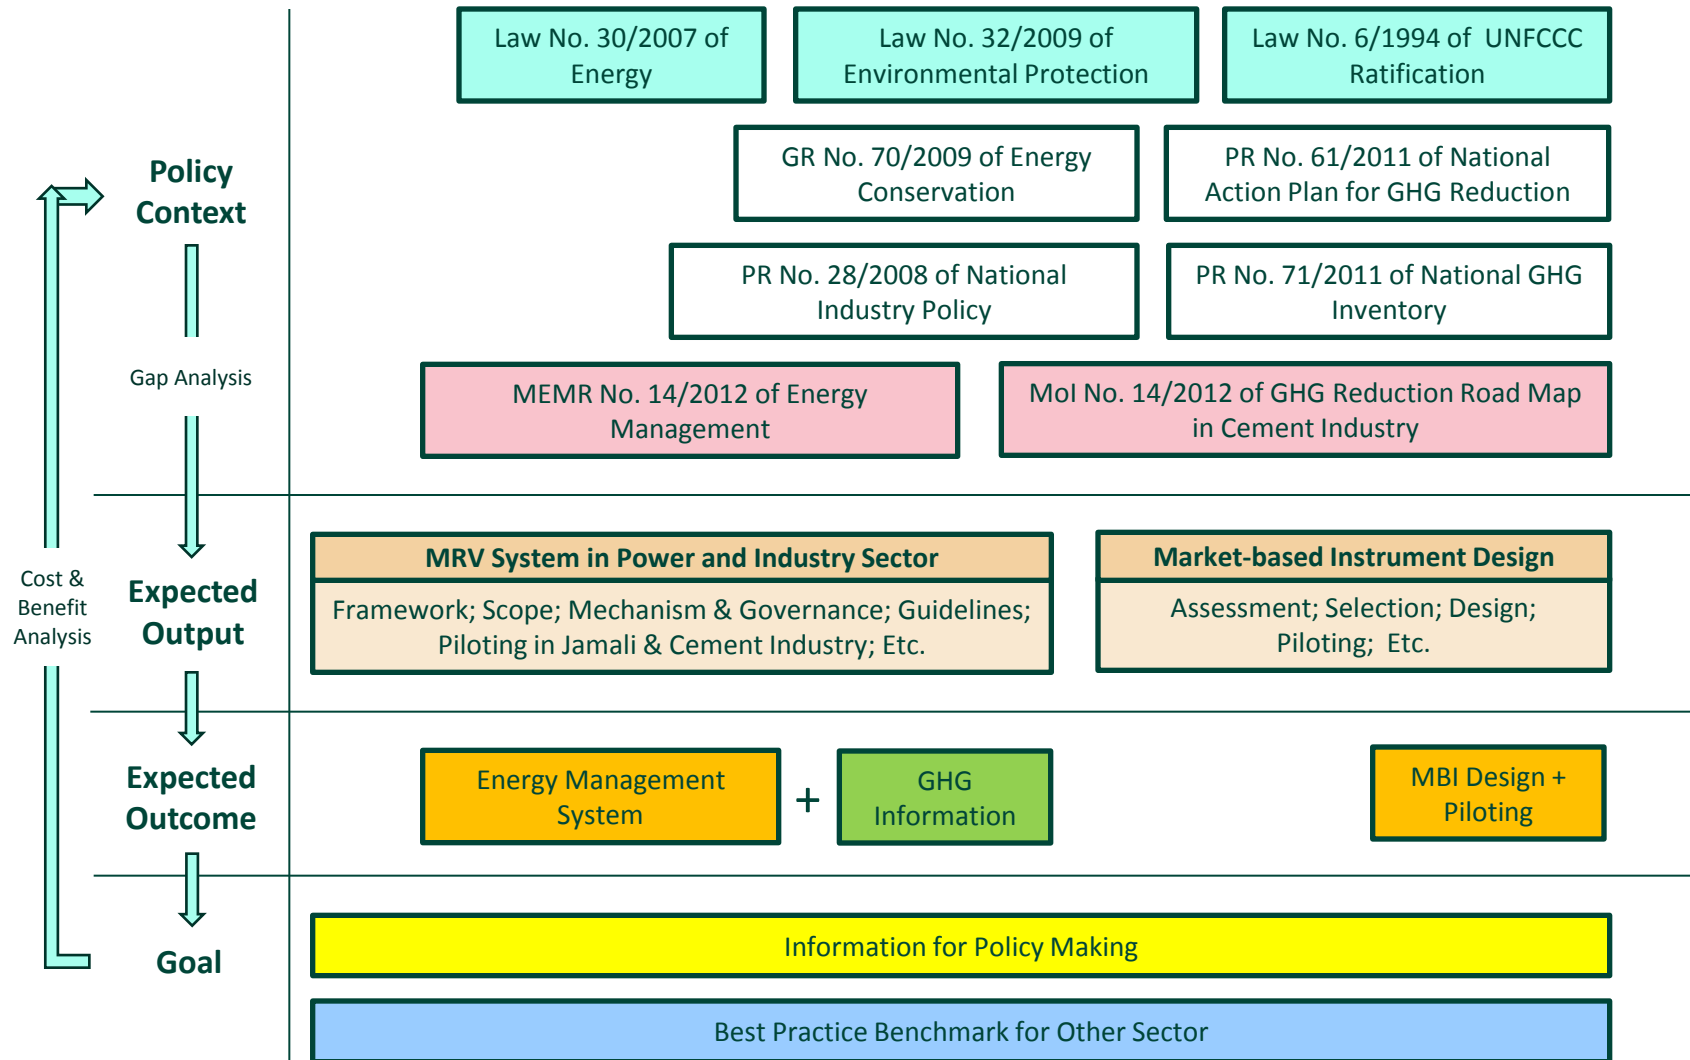 Law No. 30/2007 of
Energy
Law No. 32/2009 of
Environmental Protection
Law No. 6/1994 of UNFCCC
Ratification
Policy
Context
GR No. 70/2009 of Energy
Conservation
PR No. 61/2011 of National
Action Plan for GHG Reduction
PR No. 28/2008 of National
Industry Policy
PR No. 71/2011 of National GHG
Inventory
Gap Analysis
MEMR No. 14/2012 of Energy
Management
MoI No. 14/2012 of GHG Reduction Road Map
in Cement Industry
Cost &
Benefit
Analysis
Expected
Output
MRV System in Power and Industry Sector
Framework; Scope; Mechanism & Governance; Guidelines;
Piloting in Jamali & Cement Industry; Etc.
Market-based Instrument Design
Assessment; Selection; Design;
Piloting; Etc.
Expected
Outcome
Energy Management
System
+
GHG
Information
MBI Design +
Piloting
Goal
Information for Policy Making
Best Practice Benchmark for Other Sector